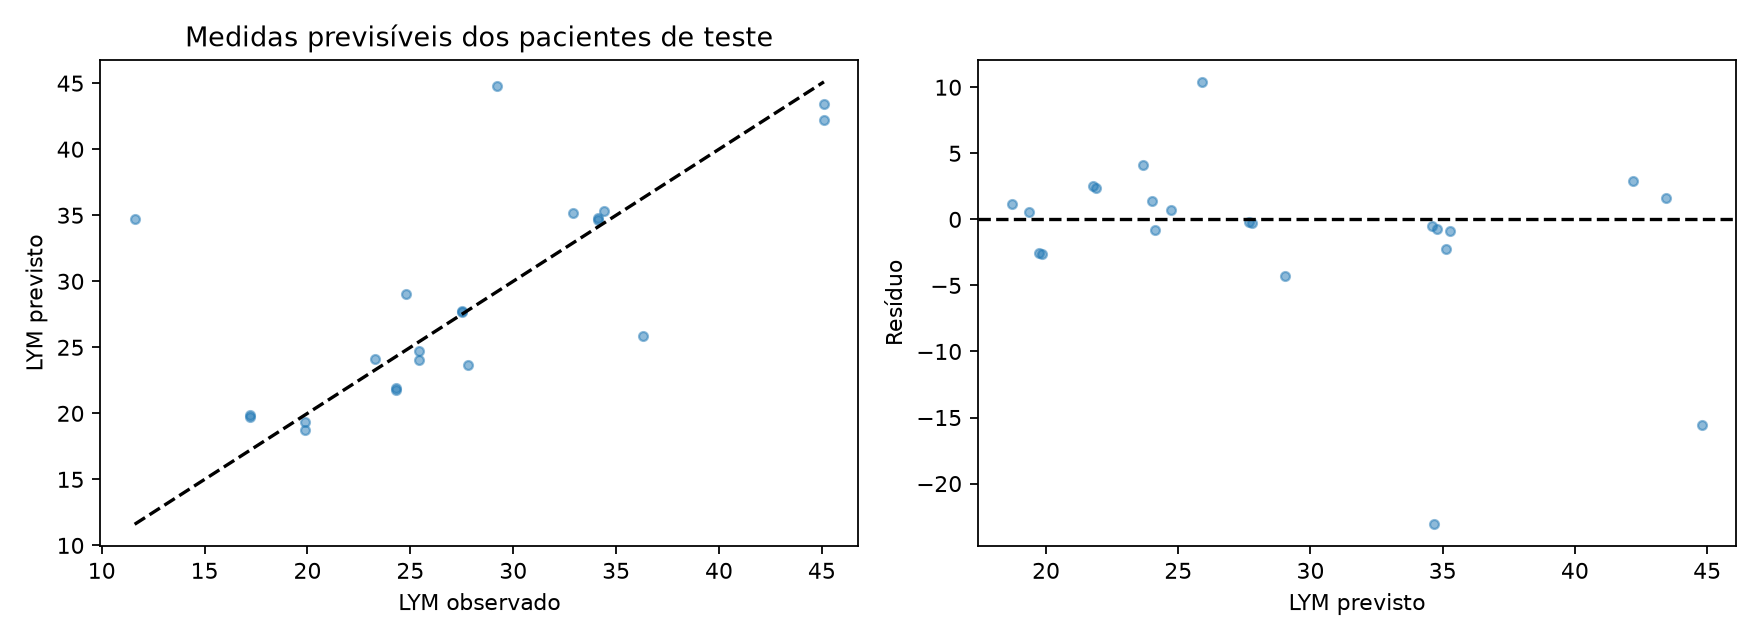 Medidas previsíveis dos pacientes de teste
LYM previsto
45
40
35
30
25
20
15
10
10 15 20 25 30 35 40 45
LYM observado
Resíduo
10
5
0
−5
−10
−15
−20
20 25 30 35 40 45
LYM previsto